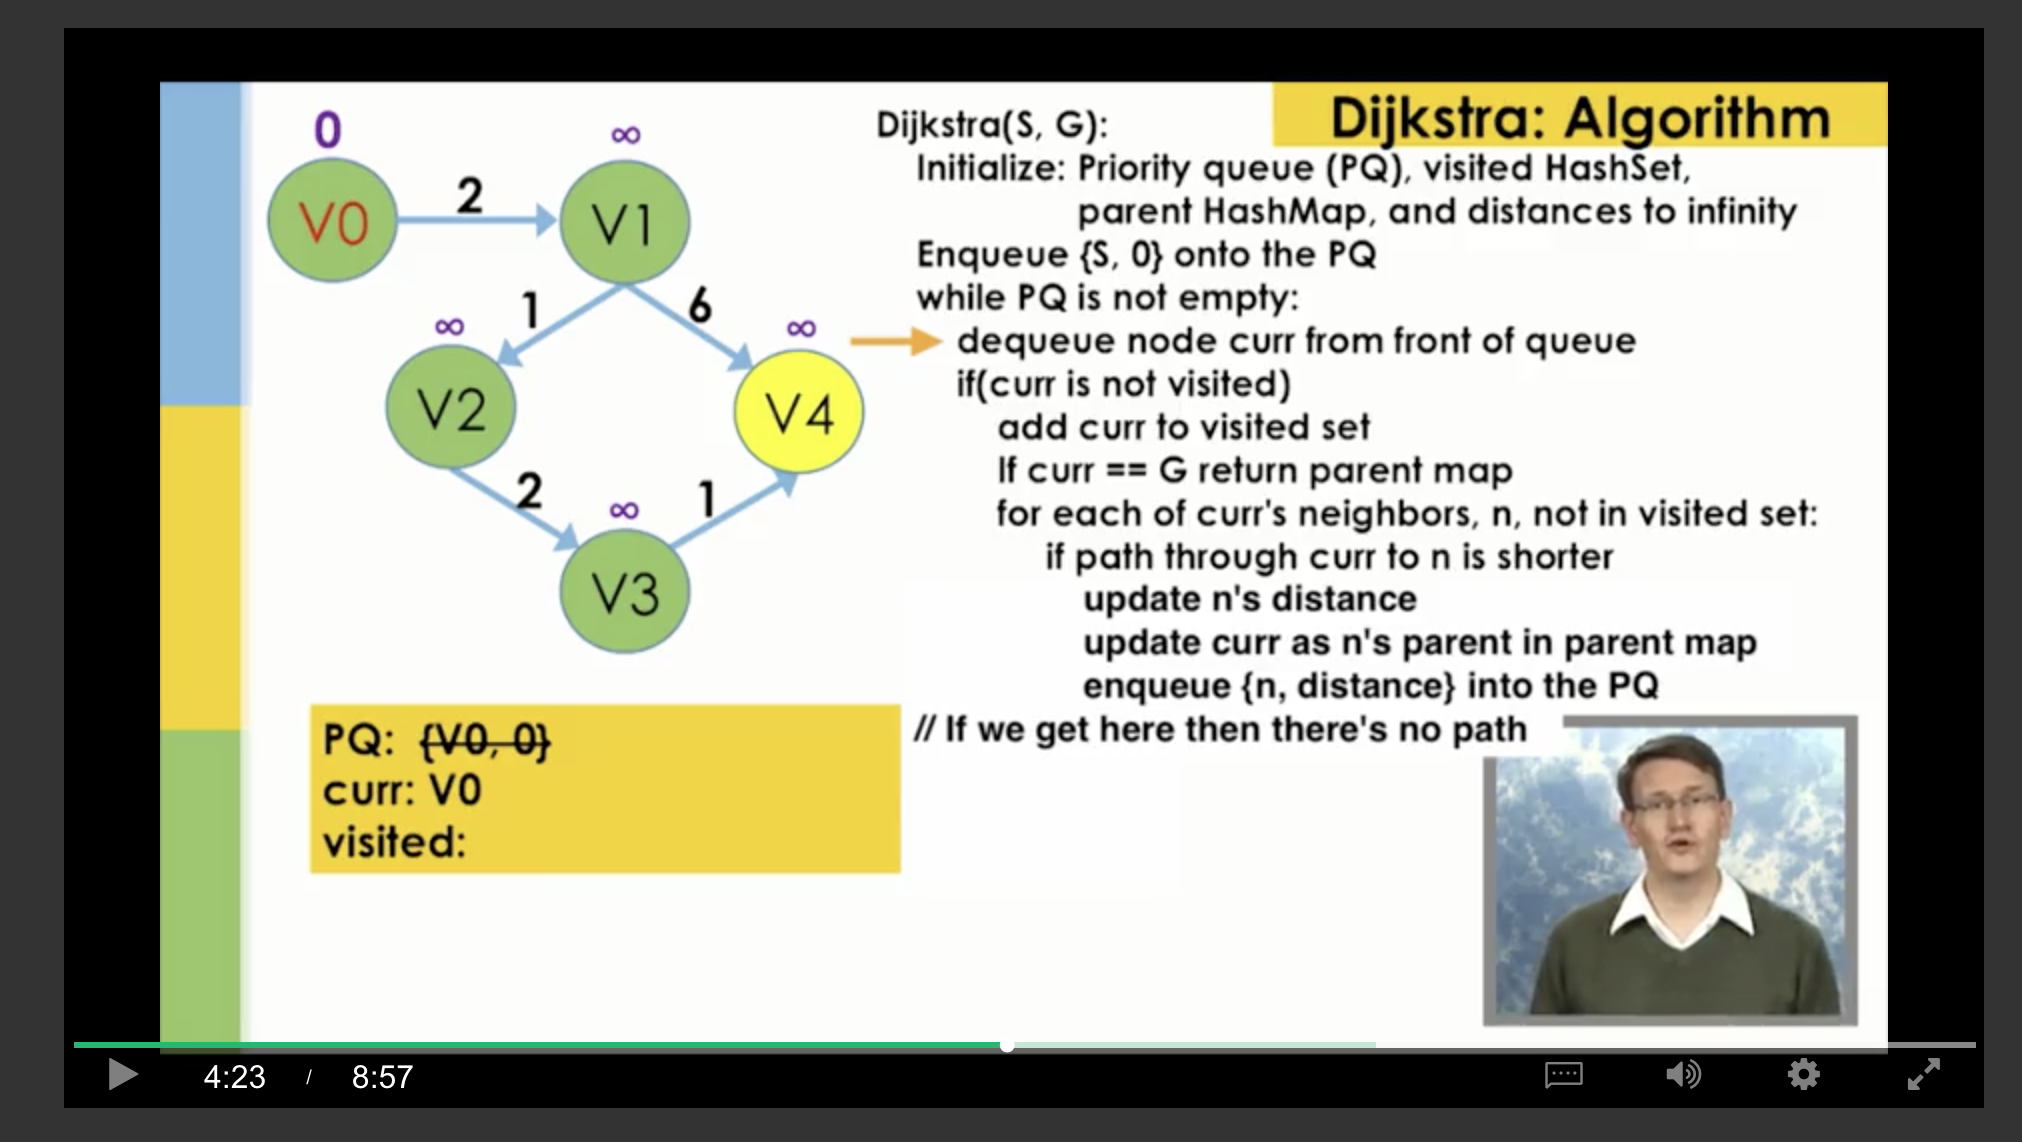 Dijkstra: Algorithm
0
∞
V0
2
V1
1
6
∞
∞
V2
V4
2
∞
1
V3
Dijkstra(S, G):
Initialize: Priority queue (PQ), visited HashSet,
parent HashMap, and distances to infinity
Enqueue {S, 0} onto the PQ
while PQ is not empty:
dequeue node curr from front of queue
if(curr is not visited)
add curr to visited set
If curr == G return parent map
for each of curr's neighbors, n, not in visited set:
if path through curr to n is shorter
update n's distance
update curr as n's parent in parent map
enqueue {n, distance} into the PQ
// If we get here then there's no path
PQ: {V0, 0}
curr: V0
visited:
4:23 / 8:57